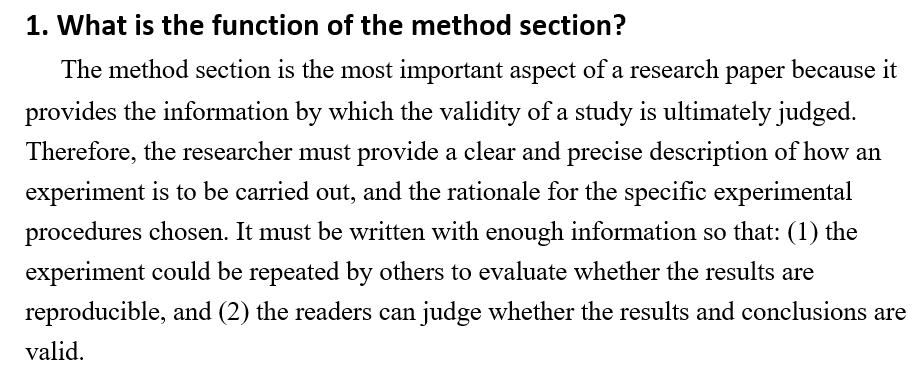 1. What is the function of the method section?
The method section is the most important aspect of a research paper because it
provides the information by which the validity of a study is ultimately judged.
Therefore, the researcher must provide a clear and precise description of how an
experiment is to be carried out, and the rationale for the specific experimental
procedures chosen. It must be written with enough information so that: (1) the
experiment could be repeated by others to evaluate whether the results are
reproducible, and (2) the readers can judge whether the results and conclusions are
valid.